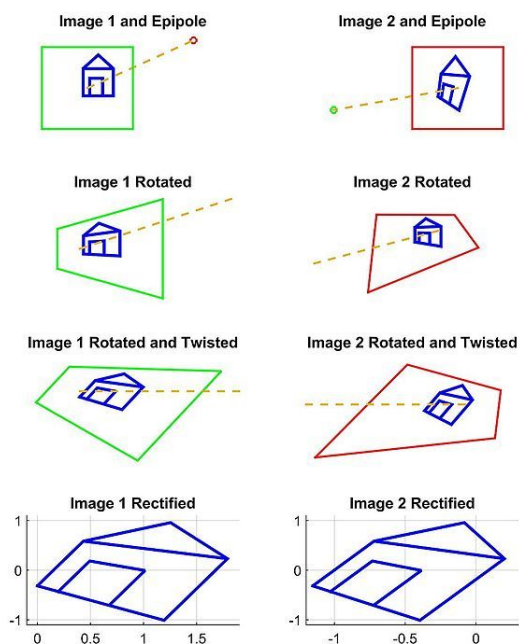 Image 1 and Epipole
Image 2 and Epipole
Image 1 Rotated
Image 2 Rotated
Image 1 Rotated and Twisted
Image 2 Rotated and Twisted
Image 1 Rectified
Image 2 Rectified
1
0
-1
0
0.5
1
1.5
1
0
-1
-1
-0.5
0